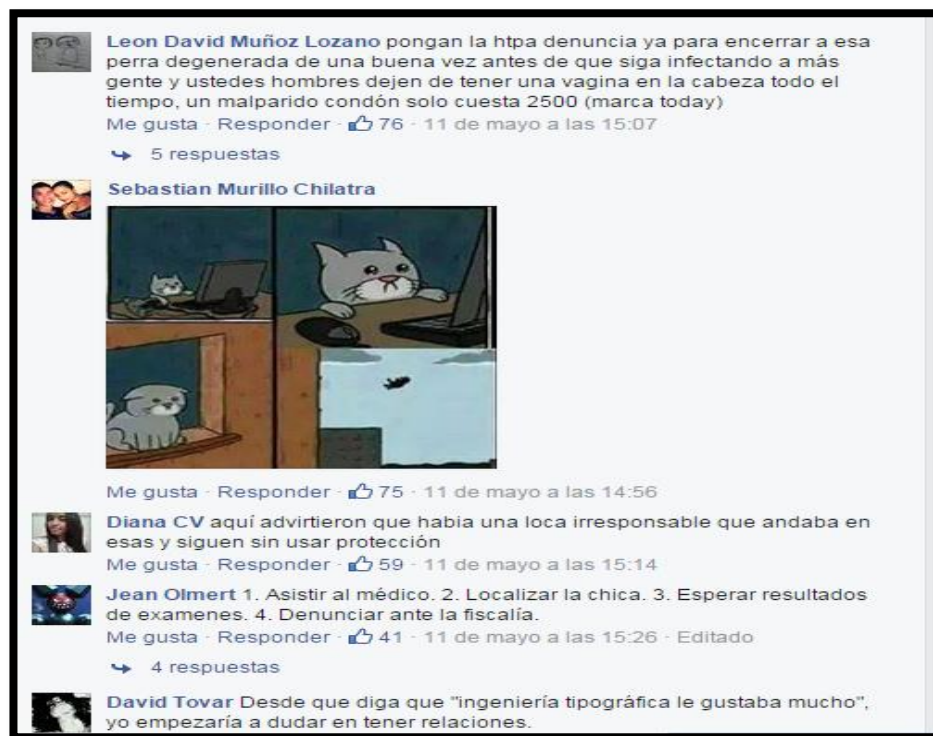 Leon David Muñoz Lozano pongan la htpa denuncia ya para encerrar a esa
perra degenerada de una buena vez antes de que siga infectando a más
gente y ustedes hombres dejen de tener una vagina en la cabeza todo el
tiempo, un malparido condón solo cuesta 2500 (marca today)
Me gusta · Responder · 76 · 11 de mayo a las 15:07
5 respuestas
Sebastian Murillo Chilatra
Me gusta · Responder · 75 · 11 de mayo a las 14:56
Diana CV aquí advirtieron que habia una loca irresponsable que andaba en
esas y siguen sin usar protección
Me gusta · Responder · 59 · 11 de mayo a las 15:14
Jean Olmert 1. Asistir al médico. 2. Localizar la chica. 3. Esperar resultados
de examenes. 4. Denunciar ante la fiscalía.
Me gusta · Responder · 41 · 11 de mayo a las 15:26 · Editado
4 respuestas
David Tovar Desde que diga que "ingeniería tipográfica le gustaba mucho",
yo empezaría a dudar en tener relaciones.